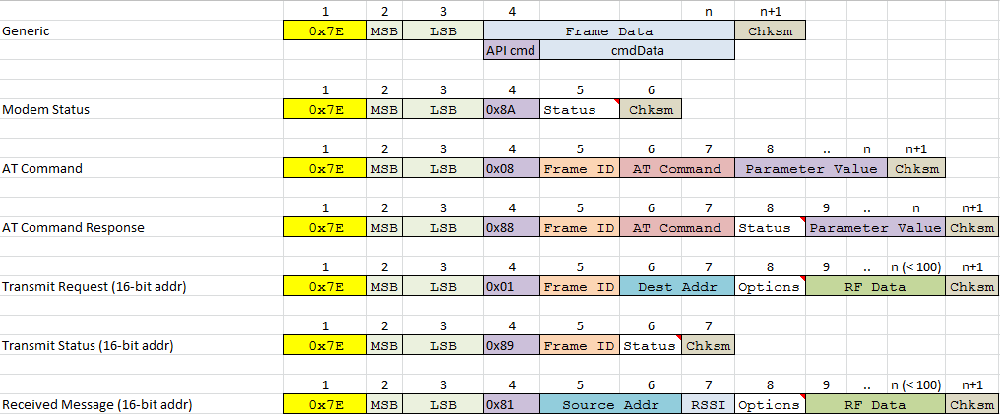 1 2 3 4 n n+1
Generic 0x7E MSB LSB Frame Data Chksm
API cmd cmdData
1 2 3 4 5 6
Modem Status 0x7E MSB LSB 0x8A Status Chksm
1 2 3 4 5 6 7 8 .. n n+1
AT Command 0x7E MSB LSB 0x08 Frame ID AT Command Parameter Value Chksm
1 2 3 4 5 6 7 8 9 .. n n+1
AT Command Response 0x7E MSB LSB 0x88 Frame ID AT Command Status Parameter Value Chksm
1 2 3 4 5 6 7 8 9 .. n (< 100) n+1
Transmit Request (16-bit addr) 0x7E MSB LSB 0x01 Frame ID Dest Addr Options RF Data Chksm
1 2 3 4 5 6 7
Transmit Status (16-bit addr) 0x7E MSB LSB 0x89 Frame ID Status Chksm
1 2 3 4 5 6 7 8 9 .. n (< 100) n+1
Received Message (16-bit addr) 0x7E MSB LSB 0x81 Source Addr RSSI Options RF Data Chksm